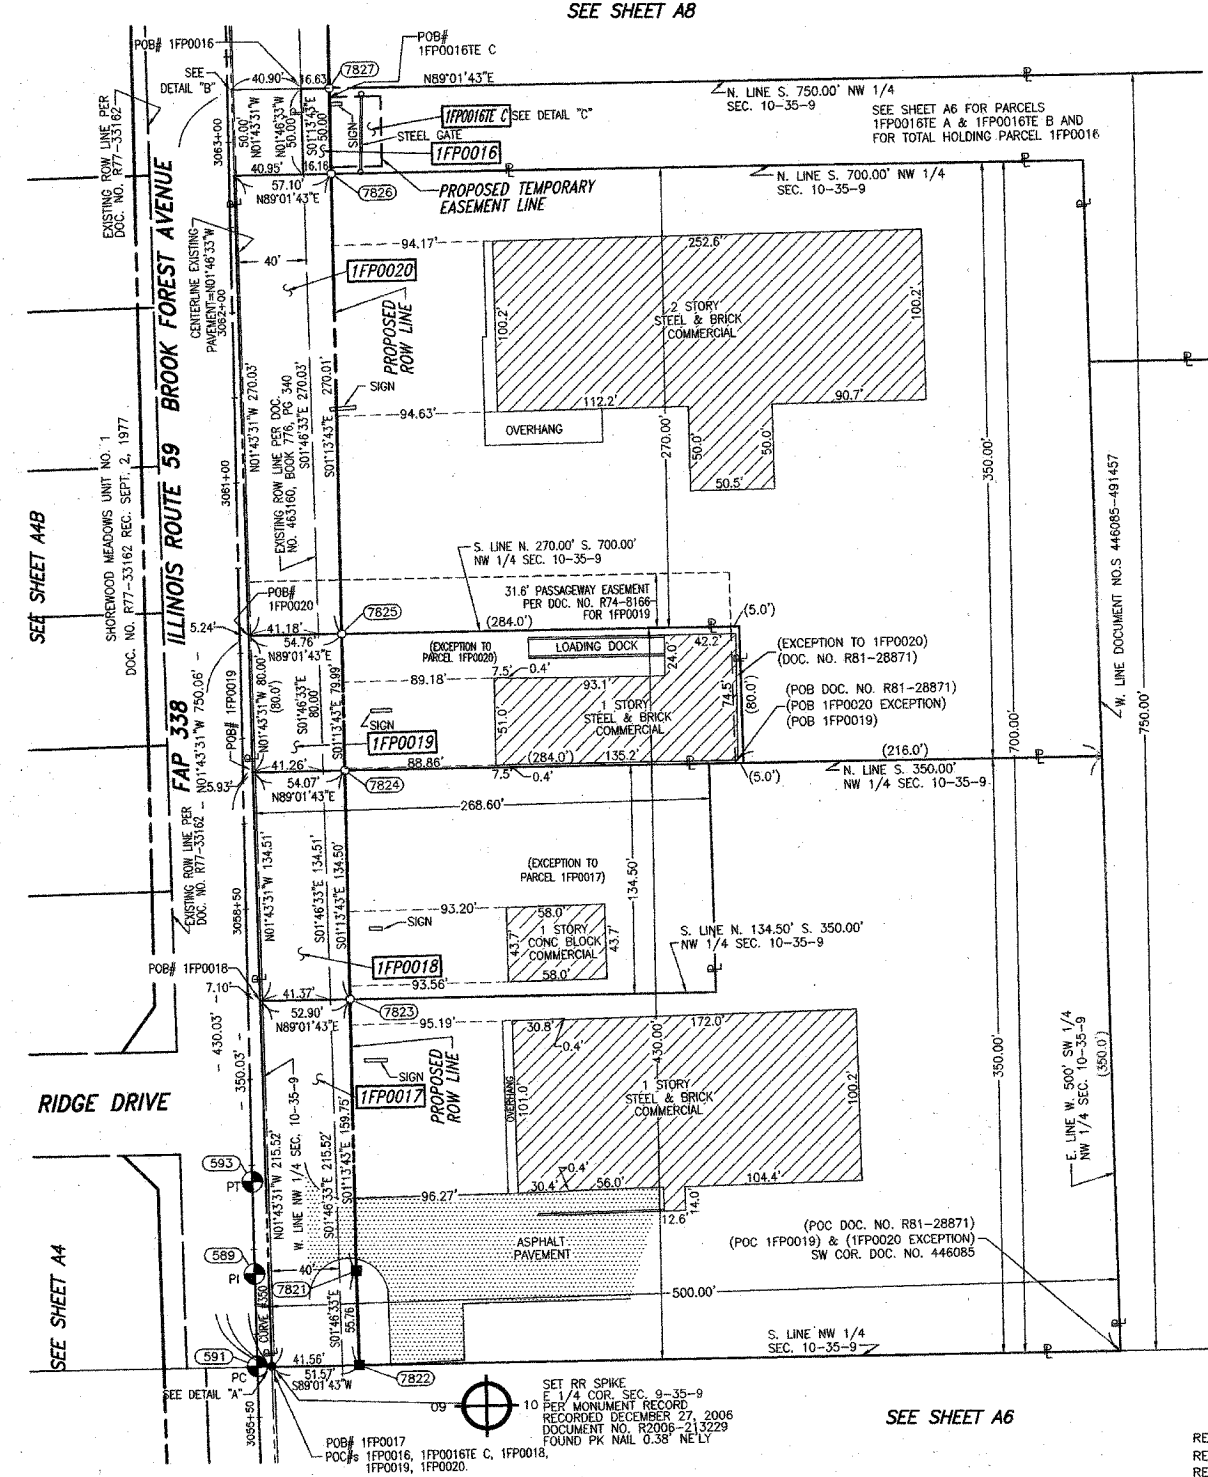 SEE SHEET A8
POB# 1FP0016
POB#
1FP0016TE C
7827
SEE
DETAIL "B"
40.90'
16.63'
N89°01'43"E
N. LINE S. 750.00' NW 1/4
SEC. 10-35-9
SEE SHEET A6 FOR PARCELS
1FP0016TE A & 1FP0016TE B AND
FOR TOTAL HOLDING PARCEL 1FP0016
EXISTING ROW LINE PER
DOC. NO. R77-33162
3063+00
50.00'
N01°43'31"W
N01°46'33"W
50.00'
S01°13'43"E
50.00'
SIGN
1FP0016TE C
SEE DETAIL "C"
STEEL GATE
1FP0016
40.95'
16.16'
57.10'
N89°01'43"E
7826
PROPOSED TEMPORARY
EASEMENT LINE
N. LINE S. 700.00' NW 1/4
SEC. 10-35-9
FAP 338 ILLINOIS ROUTE 59 BROOK FOREST AVENUE
CENTERLINE EXISTING
PAVEMENT=N01°46'33"W
3062+00
40'
94.17'
1FP0020
252.6'
100.2'
2 STORY
STEEL & BRICK
COMMERCIAL
100.2'
PROPOSED
ROW LINE
SIGN
94.63'
112.2'
90.7'
OVERHANG
50.0'
50.0'
50.5'
270.00'
350.00'
N01°43'31"W 270.03'
EXISTING ROW LINE PER DOC.
NO. 463160, BOOK 776, PG 340
S01°46'33"E 270.03'
S01°13'43"E 270.01'
3061+00
SHOREWOOD MEADOWS UNIT NO. 1
DOC. NO. R77-33162 REC. SEPT. 2, 1977
SEE SHEET A4B
W. LINE DOCUMENT NO.S 446085-491457
750.00'
700.00'
S. LINE N. 270.00' S. 700.00'
NW 1/4 SEC. 10-35-9
31.6' PASSAGEWAY EASEMENT
PER DOC. NO. R74-8166
FOR 1FP0019
POB#
1FP0020
7825
5.24'
41.18'
54.76'
N89°01'43"E
(284.0')
(5.0')
(EXCEPTION TO
PARCEL 1FP0020)
LOADING DOCK
42.2'
24.0'
(EXCEPTION TO 1FP0020)
(DOC. NO. R81-28871)
89.18'
7.5'
0.4'
93.1'
(POB DOC. NO. R81-28871)
(POB 1FP0020 EXCEPTION)
(POB 1FP0019)
74.5'
(80.0')
51.0'
1 STORY
STEEL & BRICK
COMMERCIAL
POB# 1FP0019
N01°43'31"W 80.00'
(80.0')
S01°46'33"E
80.00'
S01°13'43"E 79.99'
N01°43'31"W 750.06'
SIGN
1FP0019
88.86'
(284.0')
135.2'
7.5'
0.4'
(5.0')
(216.0')
N. LINE S. 350.00'
NW 1/4 SEC. 10-35-9
5.93'
41.26'
54.07'
N89°01'43"E
7824
268.60'
EXISTING ROW LINE PER
DOC. NO. R77-33162
3058+50
N01°43'31"W 134.51'
S01°46'33"E 134.51'
S01°13'43"E 134.50'
(EXCEPTION TO
PARCEL 1FP0017)
134.50'
93.20'
58.0'
SIGN
43.7'
1 STORY
CONC BLOCK
COMMERCIAL
43.7'
58.0'
S. LINE N. 134.50' S. 350.00'
NW 1/4 SEC. 10-35-9
1FP0018
93.56'
POB# 1FP0018
7.10'
41.37'
52.90'
N89°01'43"E
7823
95.19'
30.8'
0.4'
172.0'
430.03'
350.03'
430.00'
350.00'
E. LINE W. 500' SW 1/4
NW 1/4 SEC. 10-35-9
(350.0')
SIGN
PROPOSED
ROW LINE
1FP0017
OVERHANG
101.0'
1 STORY
STEEL & BRICK
COMMERCIAL
100.2'
RIDGE DRIVE
N01°43'31"W 215.52'
W. LINE NW 1/4 SEC. 10-35-9
S01°46'33"E 215.52'
S01°13'43"E 159.75'
593
PT
96.27'
30.4'
0.4'
56.0'
104.4'
14.0'
12.6'
ASPHALT
PAVEMENT
(POC DOC. NO. R81-28871)
(POC 1FP0019) & (1FP0020 EXCEPTION)
SW COR. DOC. NO. 446085
589
PI
40'
7821
500.00'
SEE SHEET A4
CURVE #350
S01°46'33"E
55.76'
S. LINE NW 1/4
SEC. 10-35-9
591
PC
41.56'
51.57'
S89°01'43"W
7822
SEE DETAIL "A"
3055+50
09
10
SET RR SPIKE
E 1/4 COR. SEC. 9-35-9
PER MONUMENT RECORD
RECORDED DECEMBER 27, 2006
DOCUMENT NO. R2006-213229
FOUND PK NAIL 0.38' NE'LY
SEE SHEET A6
POB# 1FP0017
POC#s 1FP0016, 1FP0016TE C, 1FP0018,
1FP0019, 1FP0020.
RE
RE
RE